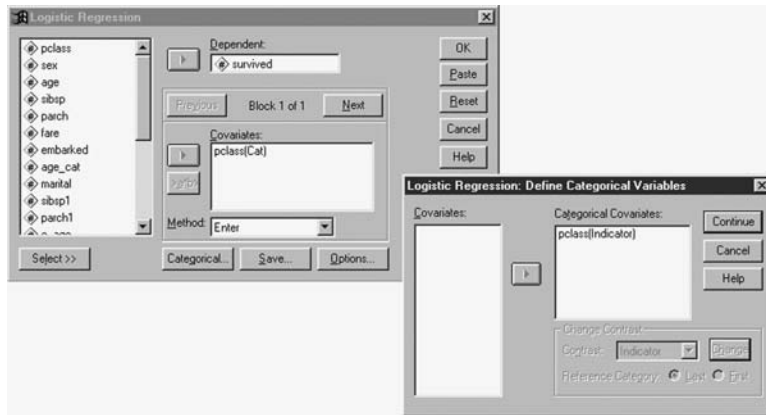 Logistic Regression
pclass
sex
age
sibsp
parch
fare
embarked
age_cat
marital
sibsp1
parch1
Dependent:
survived
Previous
Block 1 of 1
Next
Covariates:
pclass(Cat)
>a*b>
Method:
Enter
OK
Paste
Reset
Cancel
Help
Select >>
Categorical...
Save...
Options...
Logistic Regression: Define Categorical Variables
Covariates:
Categorical Covariates:
pclass(Indicator)
Continue
Cancel
Help
Change Contrast
Contrast:
Indicator
Change
Reference Category:
Last
First